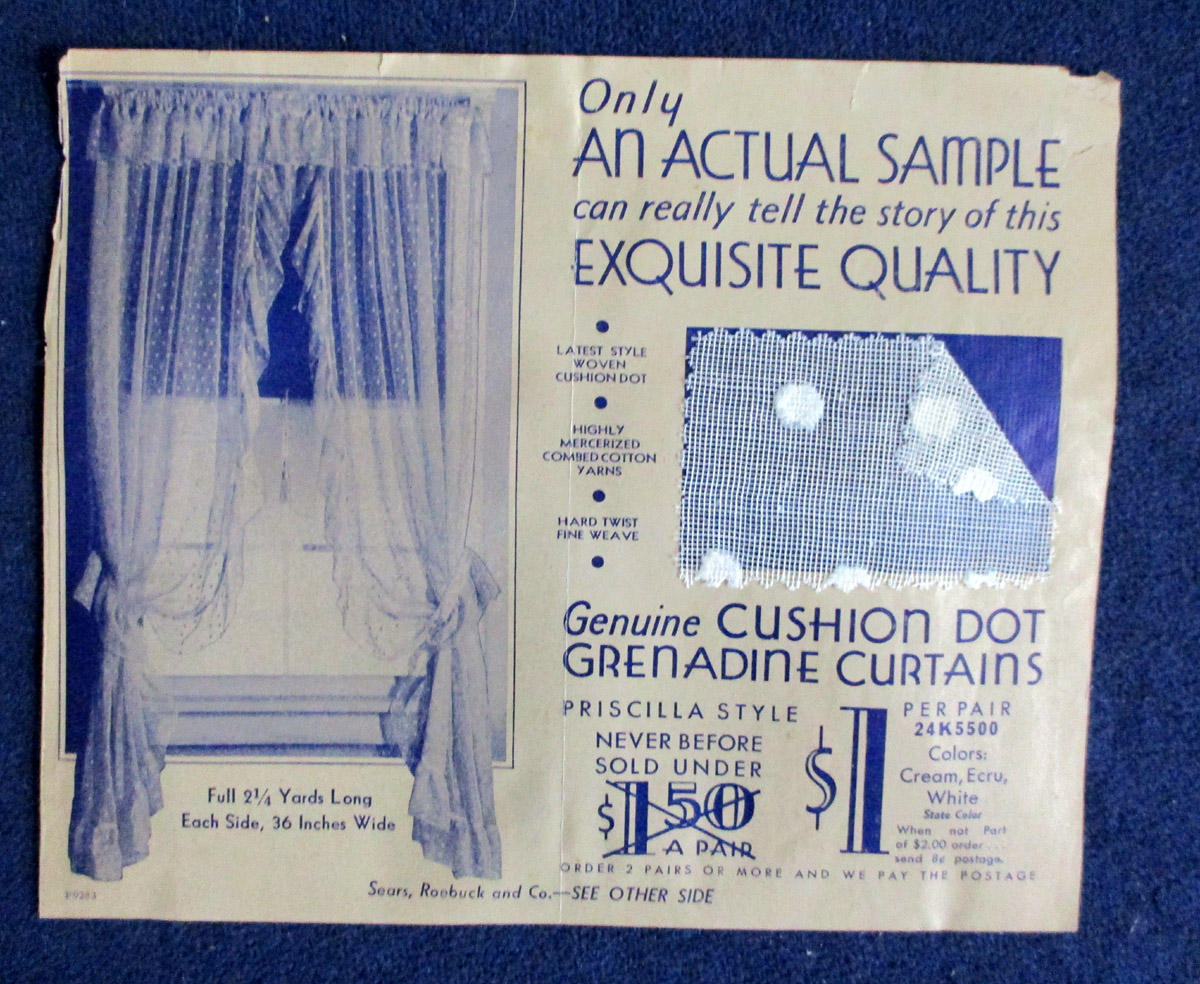 Only
AN ACTUAL SAMPLE
can really tell the story of this
EXQUISITE QUALITY
LATEST STYLE
WOVEN
CUSHION DOT
HIGHLY
MERCERIZED
COMBED COTTON
YARNS
HARD TWIST
FINE WEAVE
Genuine CUSHION DOT
GRENADINE CURTAINS
PRISCILLA STYLE
NEVER BEFORE
SOLD UNDER
$1.50
A PAIR
$1
PER PAIR
24K5500
Colors:
Cream, Ecru,
White
State Color
When not Part
of $2.00 order...
send 8¢ postage.
ORDER 2 PAIRS OR MORE AND WE PAY THE POSTAGE
Full 2¼ Yards Long
Each Side, 36 Inches Wide
Sears, Roebuck and Co.—SEE OTHER SIDE